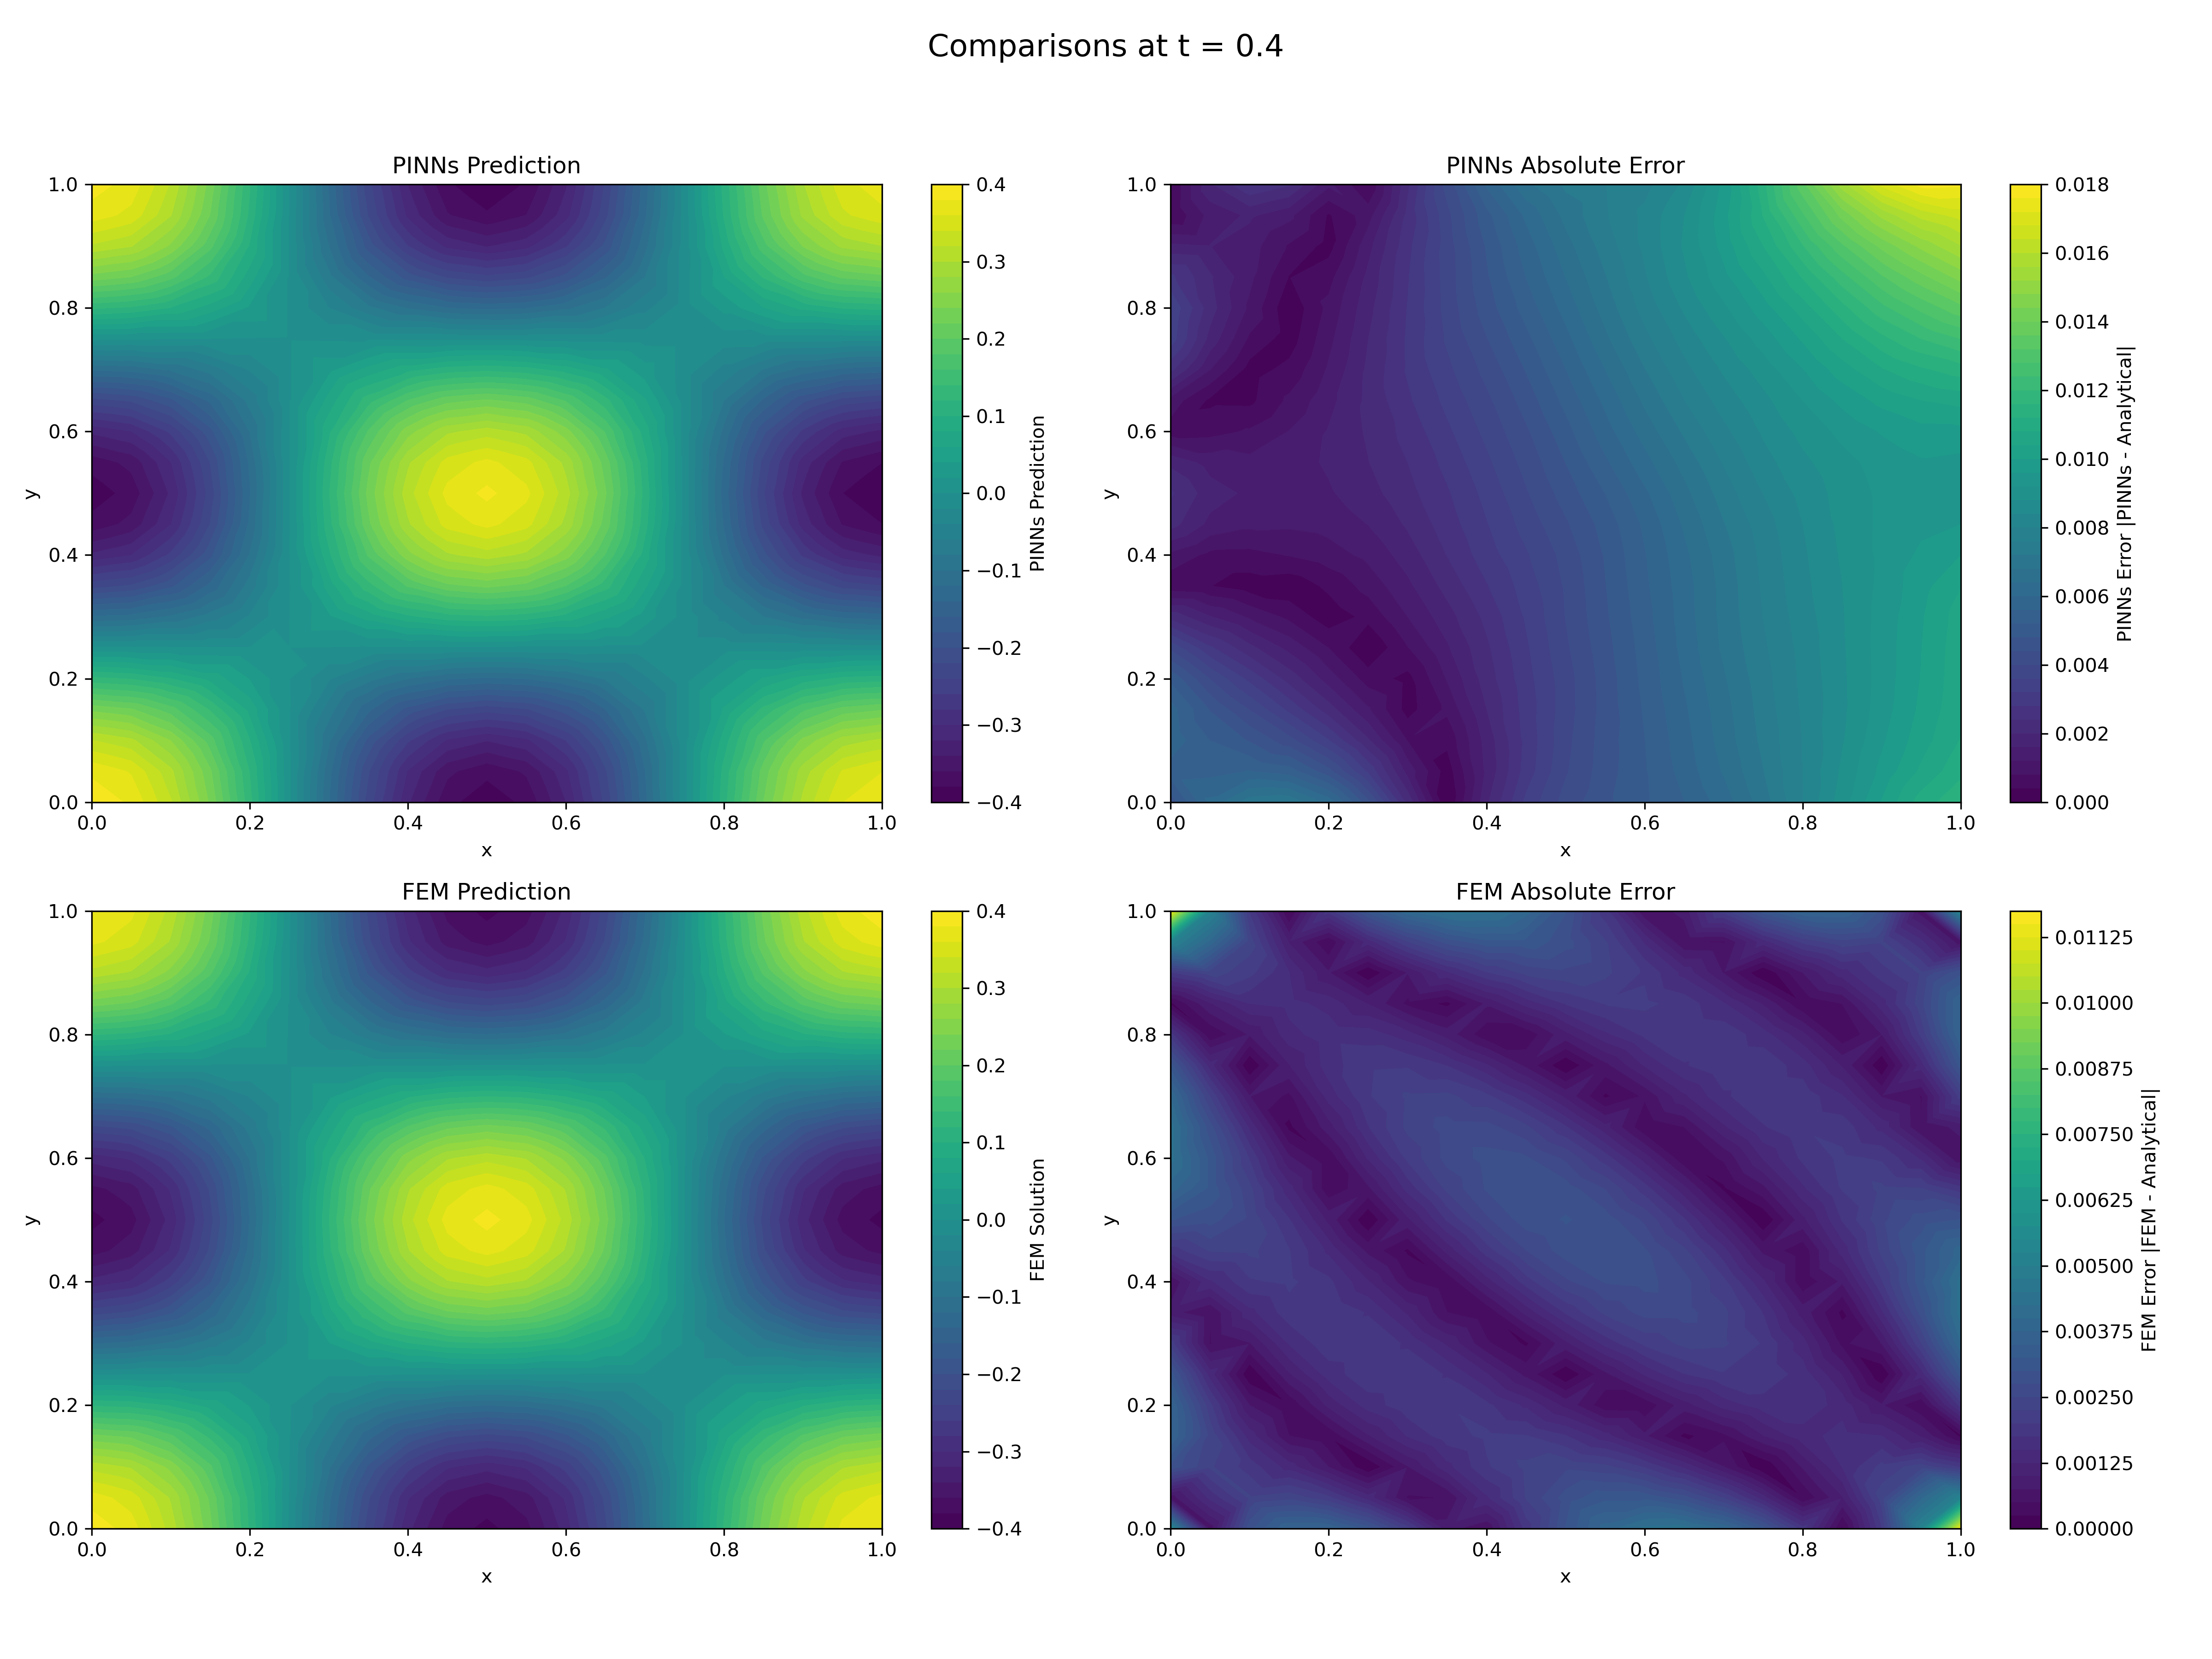 Comparisons at t = 0.4
PINNs Prediction
1.0
0.8
0.6
0.4
0.2
0.0
y
0.0 0.2 0.4 0.6 0.8 1.0
x
0.4
0.3
0.2
0.1
0.0
−0.1
−0.2
−0.3
−0.4
PINNs Prediction
PINNs Absolute Error
1.0
0.8
0.6
0.4
0.2
0.0
y
0.0 0.2 0.4 0.6 0.8 1.0
x
0.018
0.016
0.014
0.012
0.010
0.008
0.006
0.004
0.002
0.000
PINNs Error |PINNs - Analytical|
FEM Prediction
1.0
0.8
0.6
0.4
0.2
0.0
y
0.0 0.2 0.4 0.6 0.8 1.0
x
0.4
0.3
0.2
0.1
0.0
−0.1
−0.2
−0.3
−0.4
FEM Solution
FEM Absolute Error
1.0
0.8
0.6
0.4
0.2
0.0
y
0.0 0.2 0.4 0.6 0.8 1.0
x
0.01125
0.01000
0.00875
0.00750
0.00625
0.00500
0.00375
0.00250
0.00125
0.00000
FEM Error |FEM - Analytical|